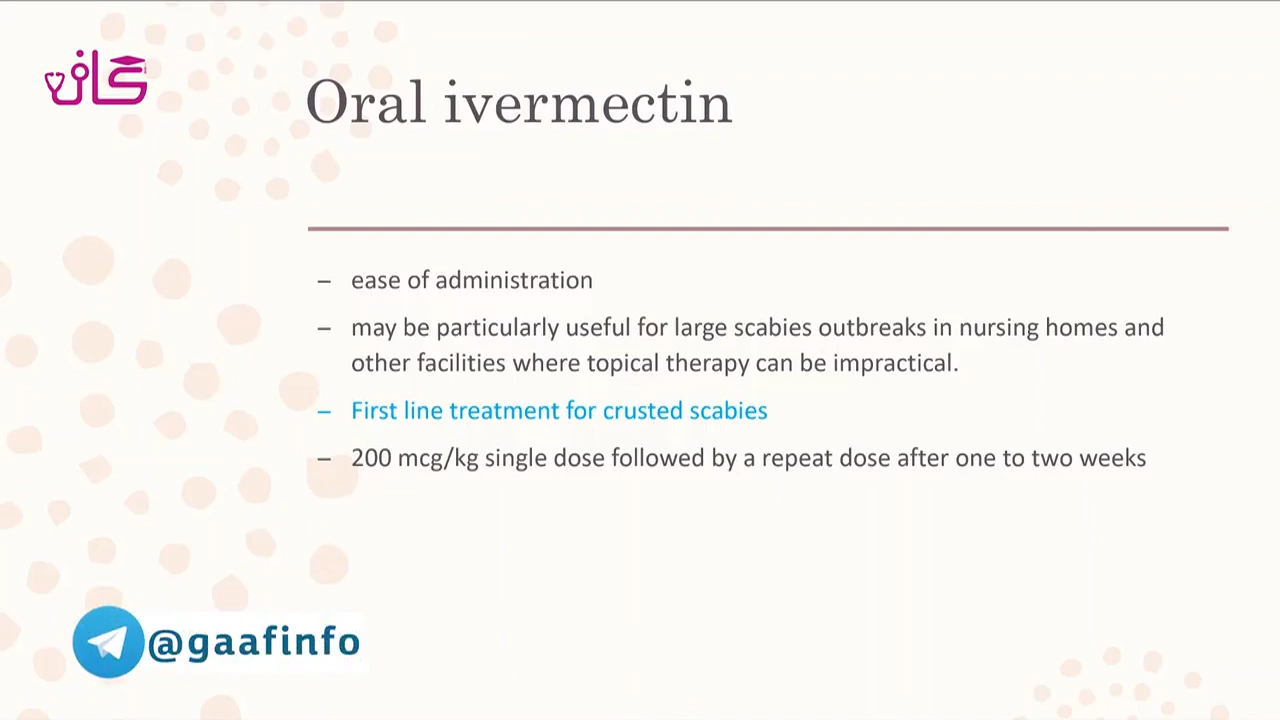 كاف
Oral ivermectin
– ease of administration
– may be particularly useful for large scabies outbreaks in nursing homes and
other facilities where topical therapy can be impractical.
– First line treatment for crusted scabies
– 200 mcg/kg single dose followed by a repeat dose after one to two weeks
@gaafinfo